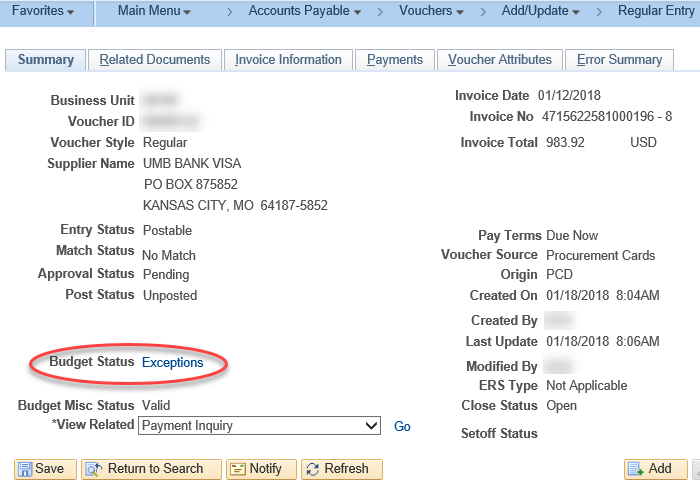 Favorites Main Menu > Accounts Payable > Vouchers > Add/Update > Regular Entry
Summary Related Documents Invoice Information Payments Voucher Attributes Error Summary
Business Unit
Voucher ID
Voucher Style Regular
Supplier Name UMB BANK VISA
PO BOX 875852
KANSAS CITY, MO 64187-5852
Invoice Date 01/12/2018
Invoice No 4715622581000196 - 8
Invoice Total 983.92 USD
Entry Status Postable
Match Status No Match
Approval Status Pending
Post Status Unposted
Pay Terms Due Now
Voucher Source Procurement Cards
Origin PCD
Created On 01/18/2018 8:04AM
Created By
Last Update 01/18/2018 8:06AM
Modified By
ERS Type Not Applicable
Close Status Open
Setoff Status
Budget Status Exceptions
Budget Misc Status Valid
*View Related Payment Inquiry Go
Save Return to Search Notify Refresh Add